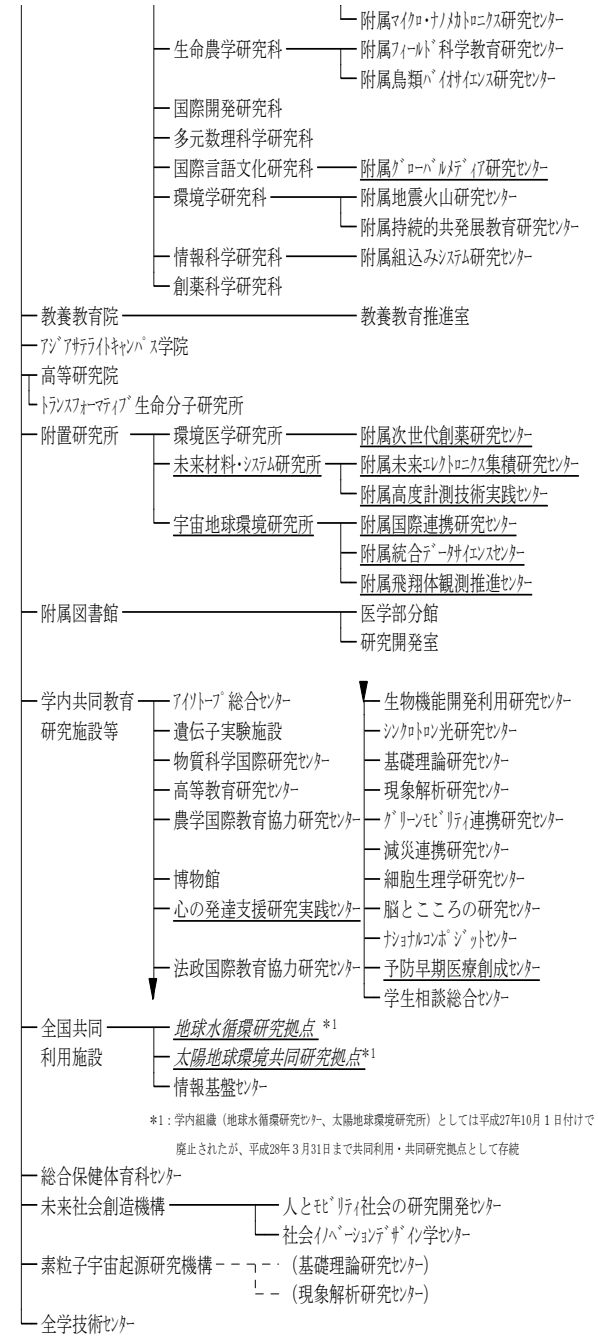 附属ﾏｲｸﾛ・ﾅﾉﾒｶﾄﾛﾆｸｽ研究ｾﾝﾀｰ
生命農学研究科 附属ﾌｨｰﾙﾄﾞ科学教育研究ｾﾝﾀｰ
附属鳥類ﾊﾞｲｵｻｲｴﾝｽ研究ｾﾝﾀｰ
国際開発研究科
多元数理科学研究科
国際言語文化研究科 附属ｸﾞﾛｰﾊﾞﾙﾒﾃﾞｨｱ研究ｾﾝﾀｰ
環境学研究科 附属地震火山研究ｾﾝﾀｰ
附属持続的共発展教育研究ｾﾝﾀｰ
情報科学研究科 附属組込みｼｽﾃﾑ研究ｾﾝﾀｰ
創薬科学研究科
教養教育院 教養教育推進室
ｱｼﾞｱｻﾃﾗｲﾄｷｬﾝﾊﾟｽ学院
高等研究院
ﾄﾗﾝｽﾌｫｰﾏﾃｨﾌﾞ生命分子研究所
附置研究所 環境医学研究所 附属次世代創薬研究ｾﾝﾀｰ
未来材料・ｼｽﾃﾑ研究所 附属未来ｴﾚｸﾄﾛﾆｸｽ集積研究ｾﾝﾀｰ
附属高度計測技術実践ｾﾝﾀｰ
宇宙地球環境研究所 附属国際連携研究ｾﾝﾀｰ
附属統合ﾃﾞｰﾀｻｲｴﾝｽｾﾝﾀｰ
附属飛翔体観測推進ｾﾝﾀｰ
附属図書館 医学部分館
研究開発室
学内共同教育 ｱｲｿﾄｰﾌﾟ総合ｾﾝﾀｰ 生物機能開発利用研究ｾﾝﾀｰ
研究施設等 遺伝子実験施設 ｼﾝｸﾛﾄﾛﾝ光研究ｾﾝﾀｰ
物質科学国際研究ｾﾝﾀｰ 基礎理論研究ｾﾝﾀｰ
高等教育研究ｾﾝﾀｰ 現象解析研究ｾﾝﾀｰ
農学国際教育協力研究ｾﾝﾀｰ ｸﾞﾘｰﾝﾓﾋﾞﾘﾃｨ連携研究ｾﾝﾀｰ
減災連携研究ｾﾝﾀｰ
博物館 細胞生理学研究ｾﾝﾀｰ
心の発達支援研究実践ｾﾝﾀｰ 脳とこころの研究ｾﾝﾀｰ
ﾅｼｮﾅﾙｺﾝﾎﾟｼﾞｯﾄｾﾝﾀｰ
法政国際教育協力研究ｾﾝﾀｰ 予防早期医療創成ｾﾝﾀｰ
学生相談総合ｾﾝﾀｰ
全国共同 地球水循環研究拠点 *1
利用施設 太陽地球環境共同研究拠点*1
情報基盤ｾﾝﾀｰ
*1：学内組織（地球水循環研究ｾﾝﾀｰ、太陽地球環境研究所）としては平成27年10月１日付けで
廃止されたが、平成28年３月31日まで共同利用・共同研究拠点として存続
総合保健体育科ｾﾝﾀｰ
未来社会創造機構 人とﾓﾋﾞﾘﾃｨ社会の研究開発ｾﾝﾀｰ
社会ｲﾉﾍﾞｰｼｮﾝﾃﾞｻﾞｲﾝ学ｾﾝﾀｰ
素粒子宇宙起源研究機構 （基礎理論研究ｾﾝﾀｰ）
（現象解析研究ｾﾝﾀｰ）
全学技術ｾﾝﾀｰ